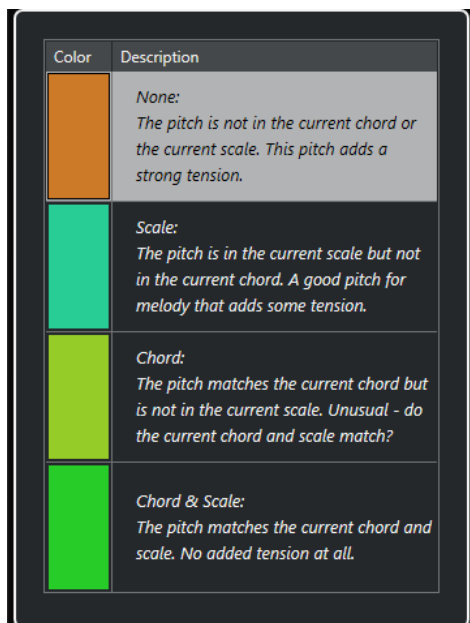 Color Description
None:
The pitch is not in the current chord or
the current scale. This pitch adds a
strong tension.
Scale:
The pitch is in the current scale but not
in the current chord. A good pitch for
melody that adds some tension.
Chord:
The pitch matches the current chord but
is not in the current scale. Unusual - do
the current chord and scale match?
Chord & Scale:
The pitch matches the current chord and
scale. No added tension at all.